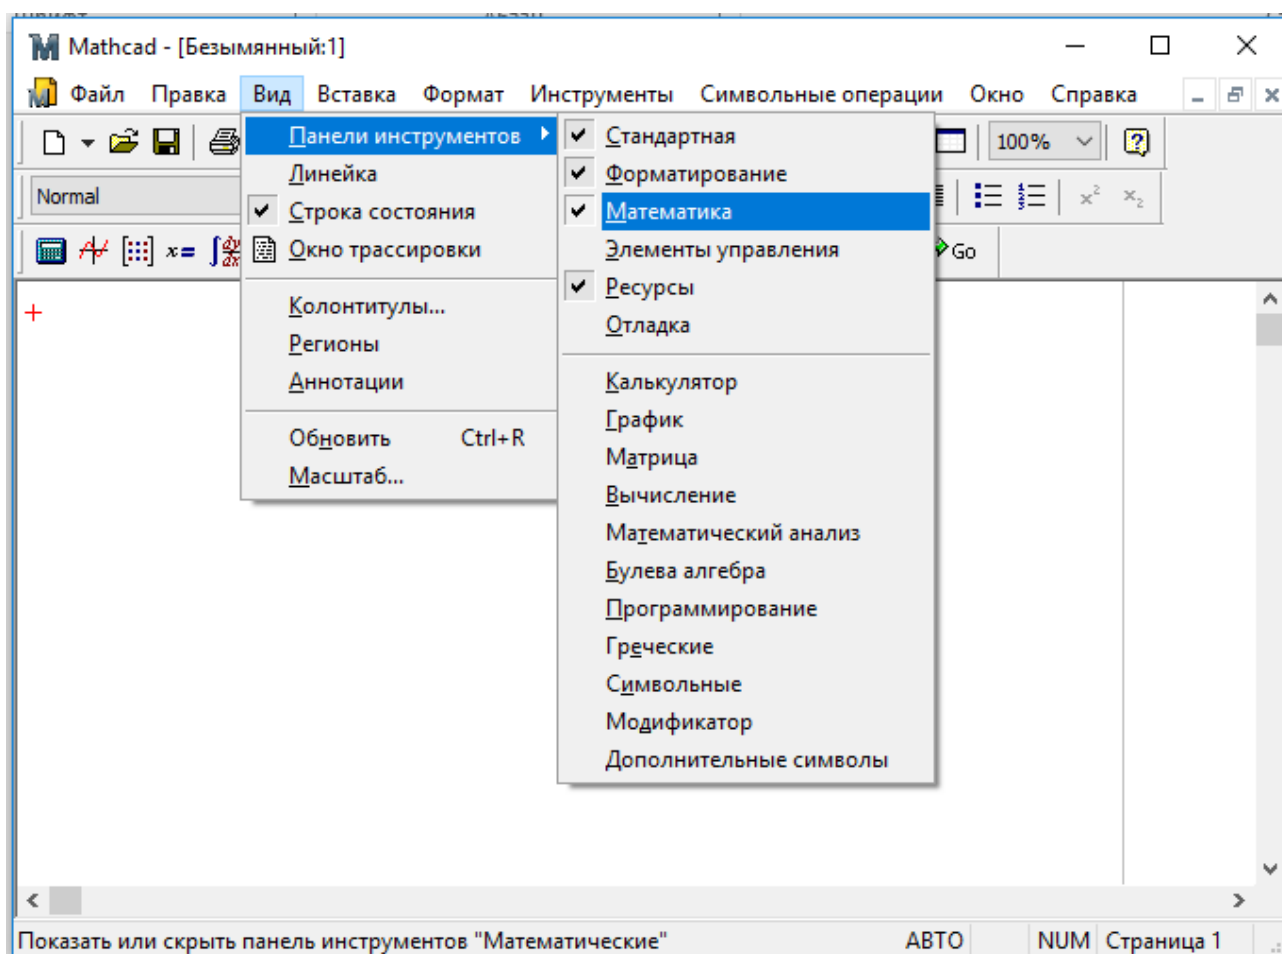 Mathcad - [Безымянный:1]
Файл Правка Вид Вставка Формат Инструменты Символьные операции Окно Справка
100%
Normal
x² x₂
x= Go
Панели инструментов
Линейка
Строка состояния
Окно трассировки
Колонтитулы...
Регионы
Аннотации
Обновить Ctrl+R
Масштаб...
Стандартная
Форматирование
Математика
Элементы управления
Ресурсы
Отладка
Калькулятор
График
Матрица
Вычисление
Математический анализ
Булева алгебра
Программирование
Греческие
Символьные
Модификатор
Дополнительные символы
Показать или скрыть панель инструментов "Математические" АВТО NUM Страница 1